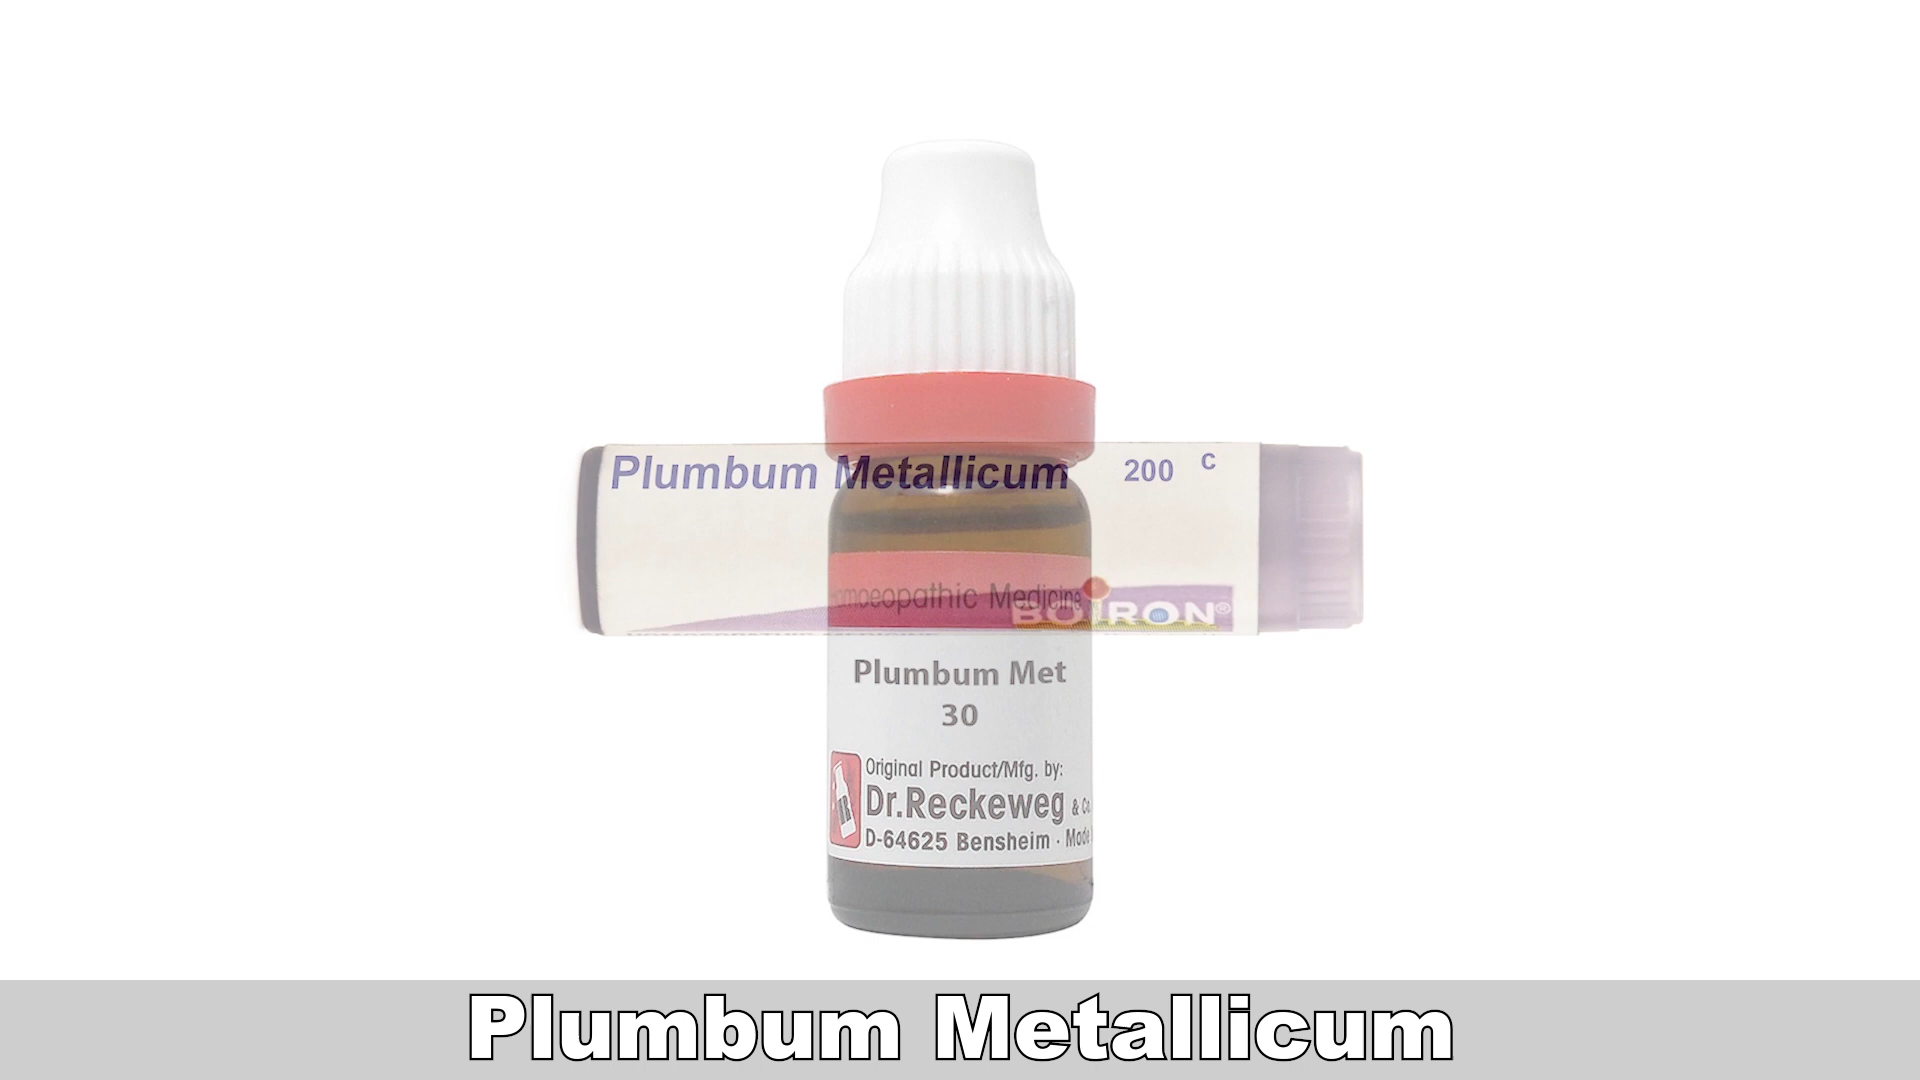 Plumbum Metallicum 200 C
moeopathic Medicine
BOIRON®
Plumbum Met
30
Original Product/Mfg. by:
Dr.Reckeweg & Co
D-64625 Bensheim · Made
Plumbum Metallicum